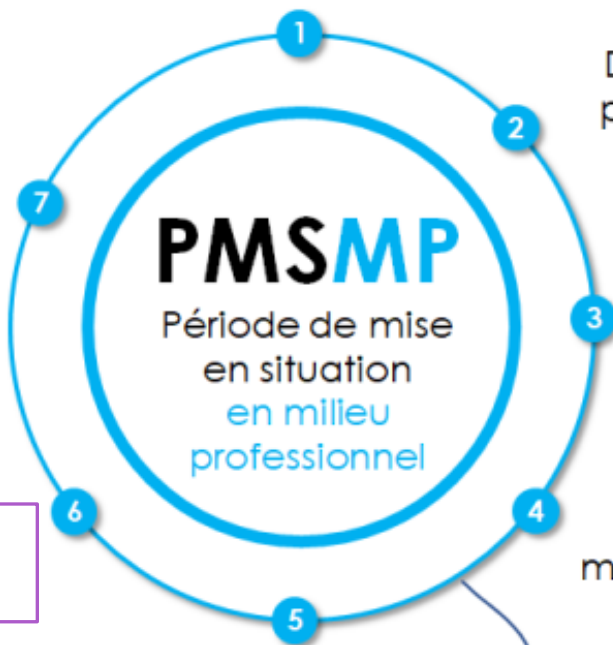 1
2
7
PMSMP
Période de mise
en situation
en milieu
professionnel
3
6
4
5